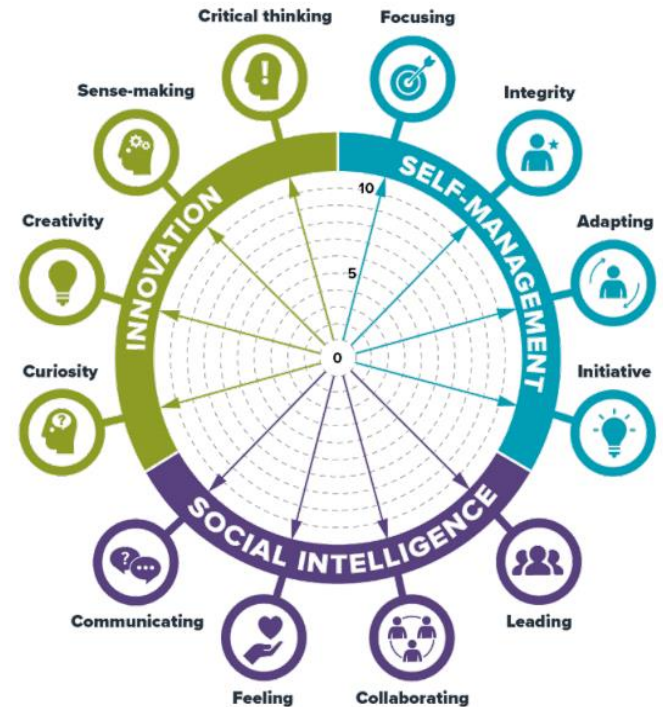 Critical thinking
Focusing
Sense-making
Integrity
Creativity
Adapting
Curiosity
Initiative
Communicating
Leading
Feeling
Collaborating
INNOVATION
SELF-MANAGEMENT
SOCIAL INTELLIGENCE
10
5
0
!
?
?
...